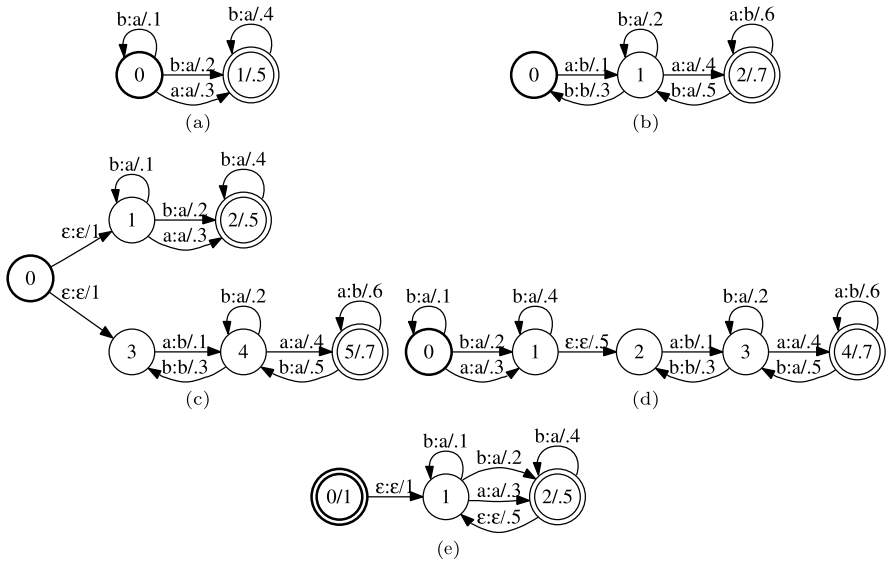 b:a/.1
b:a/.4
0
b:a/.2
a:a/.3
1/.5
(a)
b:a/.2
a:b/.6
0
a:b/.1
b:b/.3
1
a:a/.4
b:a/.5
2/.7
(b)
b:a/.1
b:a/.4
1
b:a/.2
a:a/.3
2/.5
ε:ε/1
0
ε:ε/1
b:a/.2
a:b/.6
3
a:b/.1
b:b/.3
4
a:a/.4
b:a/.5
5/.7
(c)
b:a/.1
b:a/.4
b:a/.2
a:b/.6
0
b:a/.2
a:a/.3
1
ε:ε/.5
2
a:b/.1
b:b/.3
3
a:a/.4
b:a/.5
4/.7
(d)
b:a/.1
b:a/.4
0/1
ε:ε/1
1
b:a/.2
a:a/.3
ε:ε/.5
2/.5
(e)